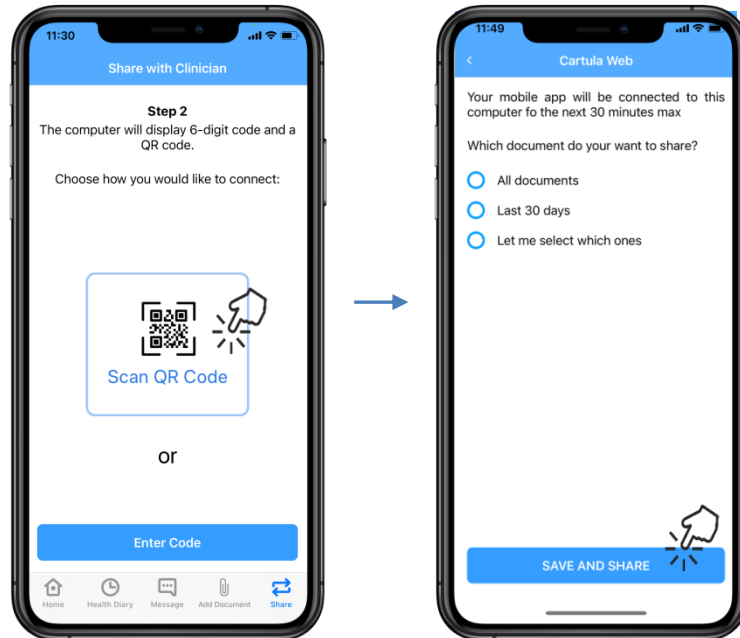 11:30
Share with Clinician
Step 2
The computer will display 6-digit code and a
QR code.
Choose how you would like to connect:
Scan QR Code
or
Enter Code
Home
Health Diary
Message
Add Document
Share
11:49
Cartula Web
Your mobile app will be connected to this
computer fo the next 30 minutes max
Which document do your want to share?
All documents
Last 30 days
Let me select which ones
SAVE AND SHARE